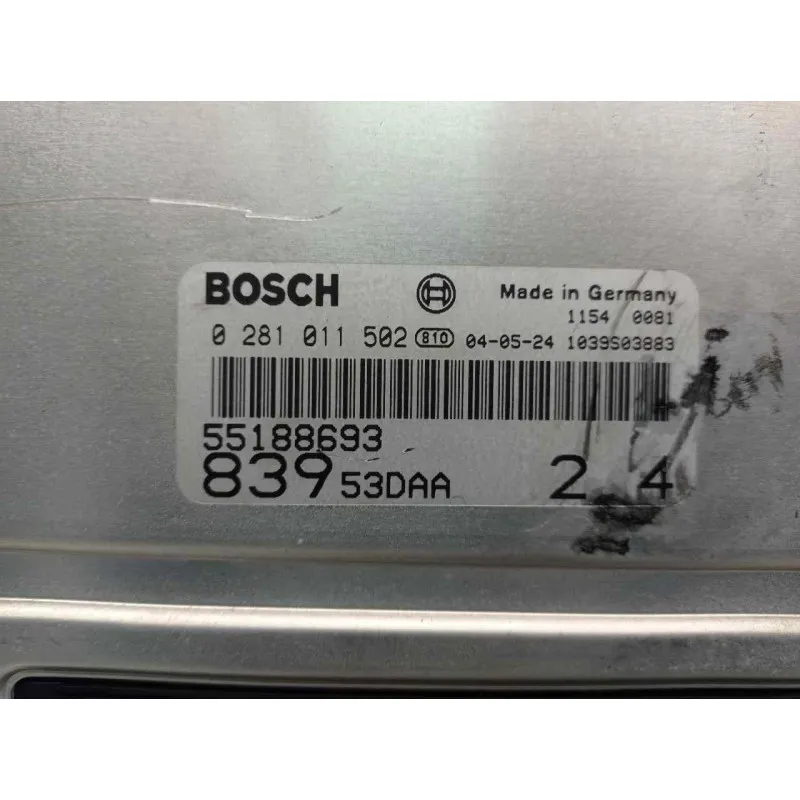 BOSCH Made in Germany
1154 0081
0 281 011 502 810 04-05-24 1039S03883
55188693
839 53DAA 2 4